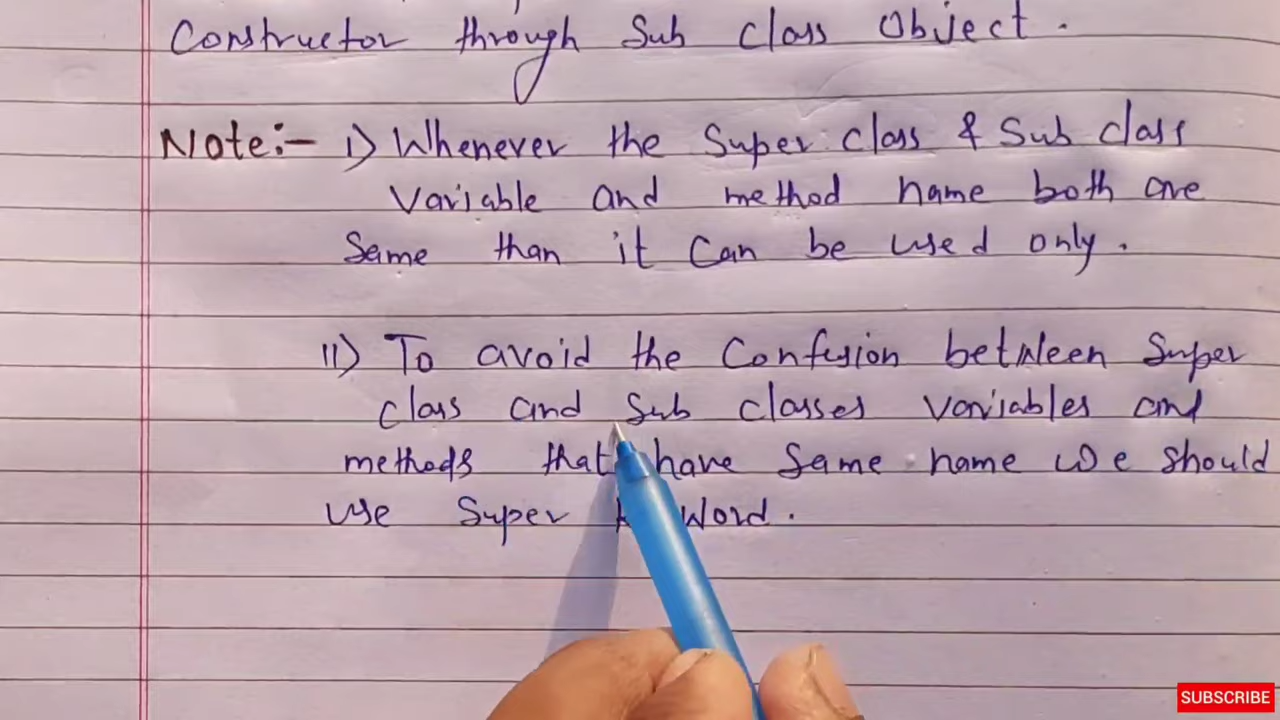 Constructor through Sub class Object.
Note:- i) Whenever the Super class & Sub class
Variable and method name both are
Same than it Can be Used only.
ii) To avoid the Confusion between Super
class and Sub classes variables and
methods that have Same name We should
Use Super Word.
SUBSCRIBE